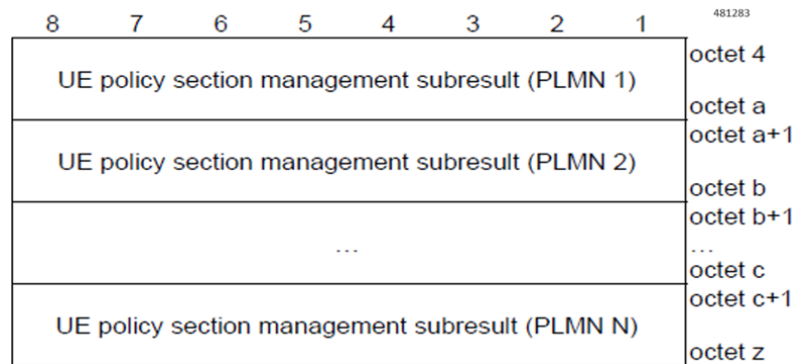 481283
8 7 6 5 4 3 2 1
octet 4
UE policy section management subresult (PLMN 1)
octet a
octet a+1
UE policy section management subresult (PLMN 2)
octet b
octet b+1
... ...
octet c
octet c+1
UE policy section management subresult (PLMN N)
octet z